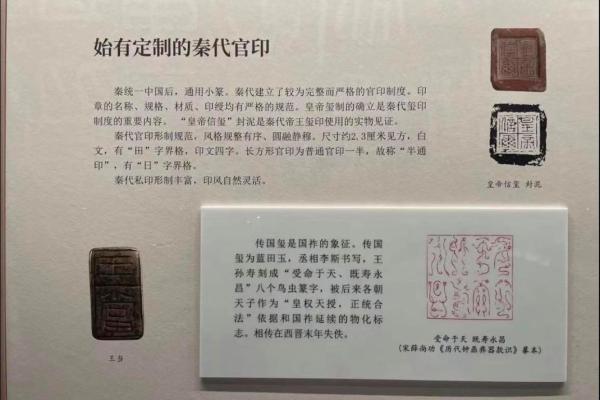 始有定制的秦代官印
秦统一中国后，通用小篆。秦代建立了较为完整而严格的官印制度。印
章的名称、规格、材质、印绶均有严格的规范。皇帝玺制的确立是秦代玺印
制度的重要内容。 “皇帝信玺”封泥是秦代帝王玺印使用的实物见证。
秦代官印形制规范，风格规整有序、圆融静穆。尺寸约2.3厘米见方，白
文，有“田”字界格，印文四字。长方形官印为普通官印一半，故称“半通
印”，有“日”字界格。
秦代私印形制丰富，印风自然灵活。
皇帝信玺 封泥
传国玺是国祚的象征。传国
玺为蓝田玉，丞相李斯书写，王
孙寿刻成“受命于天、既寿永
昌”八个鸟虫篆字，被后来各朝
天子作为“皇权天授，正统合
法”依据和国祚延续的物化标
志。相传在西晋末年失佚。
受命于天 既寿永昌
（宋薛尚功《历代钟鼎彝器款识》摹本）